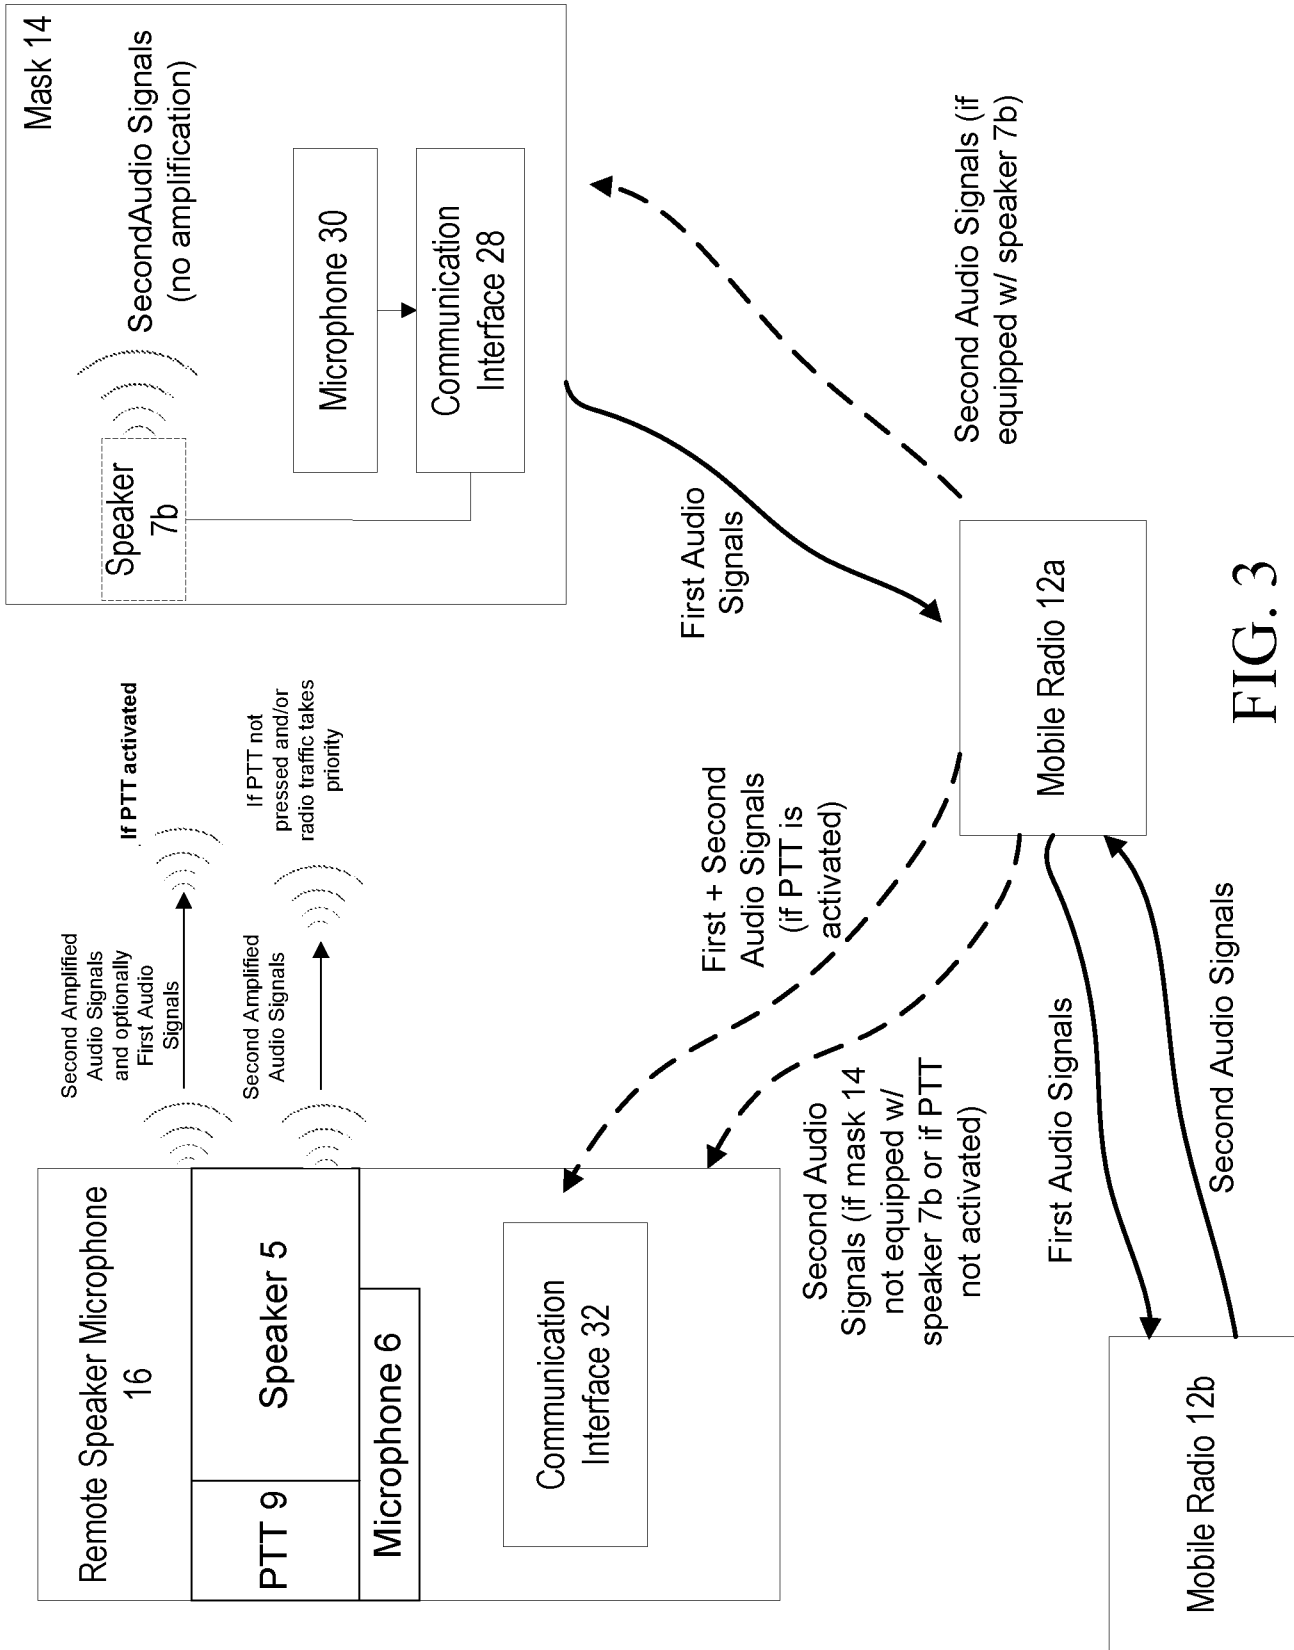 Remote Speaker Microphone
16
PTT 9
Speaker 5
Microphone 6
Communication
Interface 32
Second Amplified
Audio Signals
and optionally
First Audio
Signals
If PTT activated
Second Amplified
Audio Signals
If PTT not
pressed and/or
radio traffic takes
priority
Mask 14
Speaker
7b
SecondAudio Signals
(no amplification)
Microphone 30
Communication
Interface 28
First Audio
Signals
Second Audio Signals (if
equipped w/ speaker 7b)
First + Second
Audio Signals
(if PTT is
activated)
Second Audio
Signals (if mask 14
not equipped w/
speaker 7b or if PTT
not activated)
Mobile Radio 12a
First Audio Signals
Second Audio Signals
Mobile Radio 12b
FIG. 3